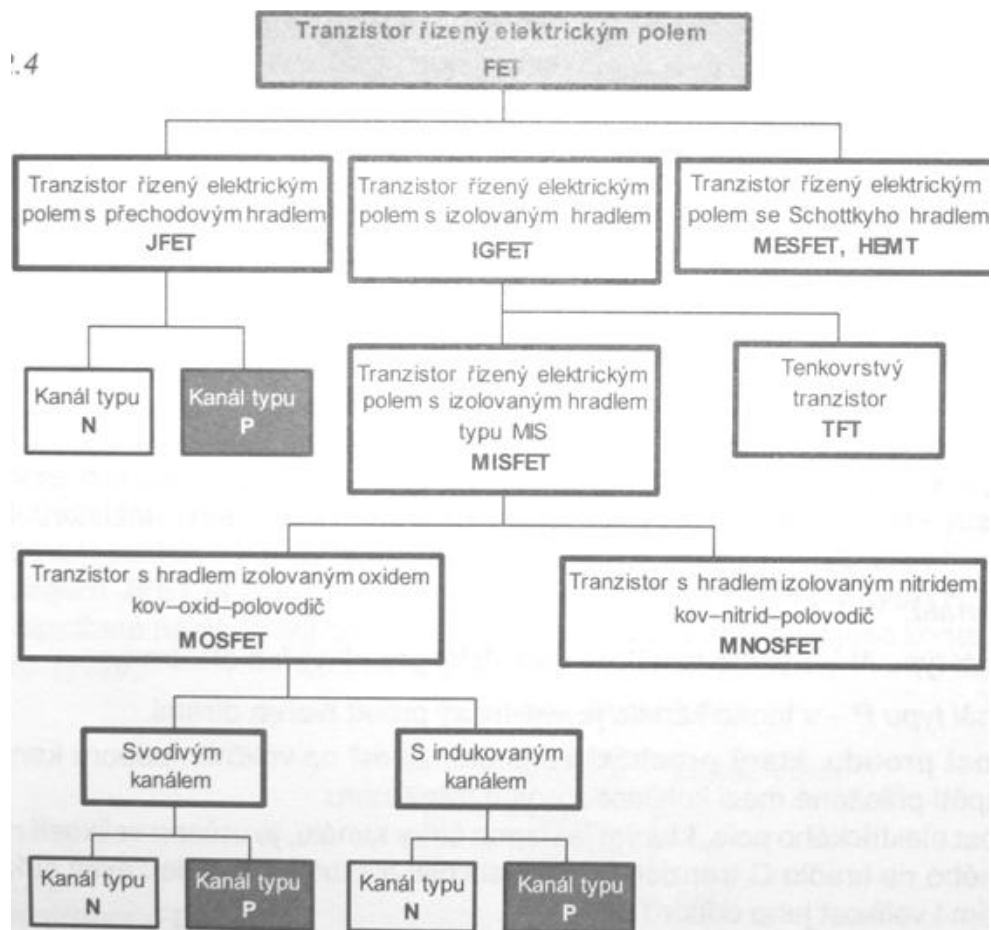 Tranzistor řízený elektrickým polem
FET
2.4
Tranzistor řízený elektrickým
polem s přechodovým hradlem
JFET
Tranzistor řízený elektrickým
polem s izolovaným hradlem
IGFET
Tranzistor řízený elektrickým
polem se Schottkyho hradlem
MESFET, HEMT
Kanál typu
N
Kanál typu
P
Tranzistor řízený elektrickým
polem s izolovaným hradlem
typu MIS
MISFET
Tenkovrstvý
tranzistor
TFT
Tranzistor s hradlem izolovaným oxidem
kov–oxid–polovodič
MOSFET
Tranzistor s hradlem izolovaným nitridem
kov–nitrid–polovodič
MNOSFET
S vodivým
kanálem
S indukovaným
kanálem
Kanál typu
N
Kanál typu
P
Kanál typu
N
Kanál typu
P